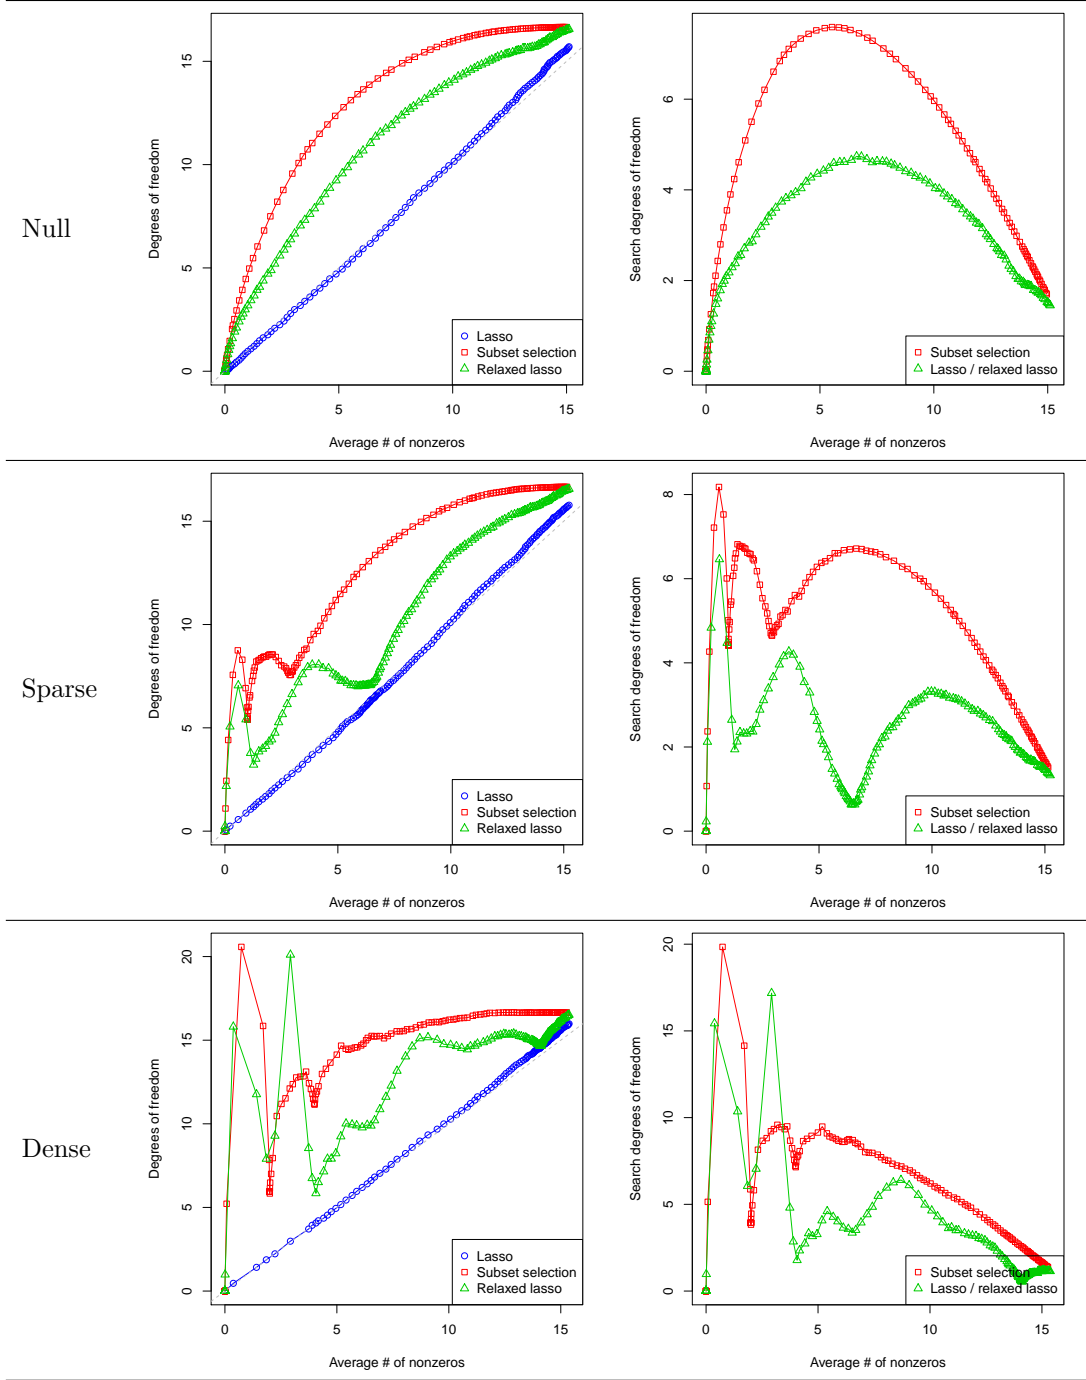 Null
Degrees of freedom
15
10
5
0
Lasso
Subset selection
Relaxed lasso
0 5 10 15
Average # of nonzeros
Search degrees of freedom
6
4
2
0
Subset selection
Lasso / relaxed lasso
0 5 10 15
Average # of nonzeros
Sparse
Degrees of freedom
15
10
5
0
Lasso
Subset selection
Relaxed lasso
0 5 10 15
Average # of nonzeros
Search degrees of freedom
8
6
4
2
0
Subset selection
Lasso / relaxed lasso
0 5 10 15
Average # of nonzeros
Dense
Degrees of freedom
20
15
10
5
0
Lasso
Subset selection
Relaxed lasso
0 5 10 15
Average # of nonzeros
Search degrees of freedom
20
15
10
5
0
Subset selection
Lasso / relaxed lasso
0 5 10 15
Average # of nonzeros